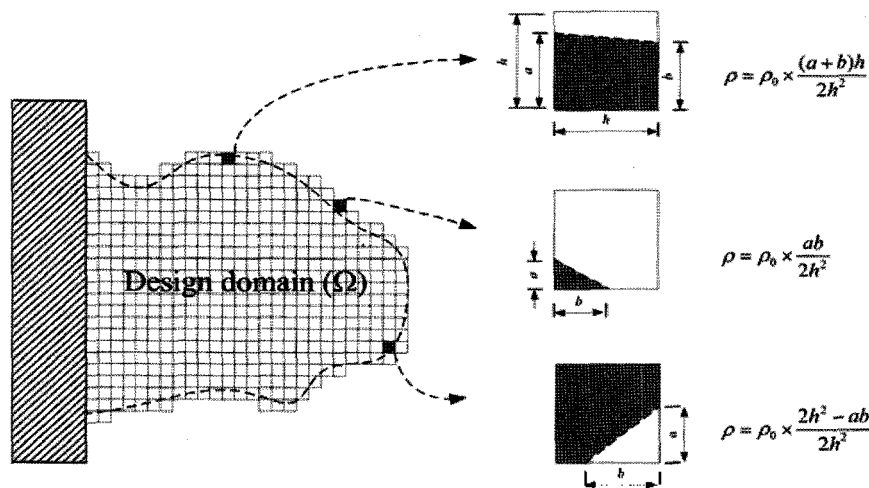 h
a
b
h
ρ = ρ₀ × (a + b)h / 2h²
Design domain (Ω)
a
b
ρ = ρ₀ × ab / 2h²
a
b
ρ = ρ₀ × 2h² − ab / 2h²